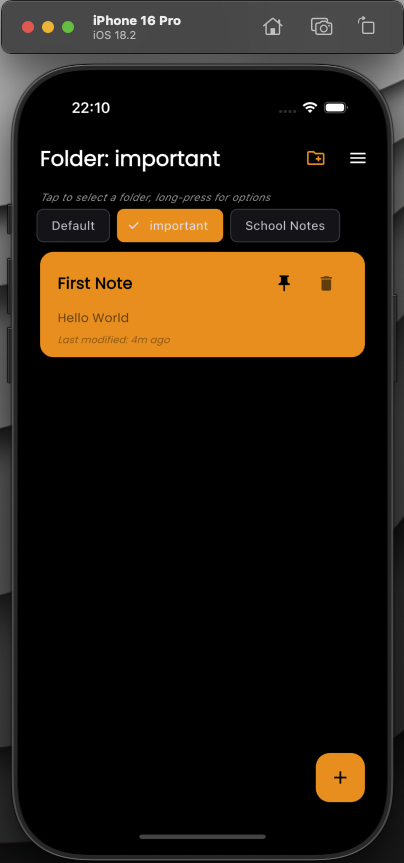 iPhone 16 Pro
iOS 18.2
22:10
Folder: important
Tap to select a folder, long-press for options
Default
important
School Notes
First Note
Hello World
Last modified: 4m ago